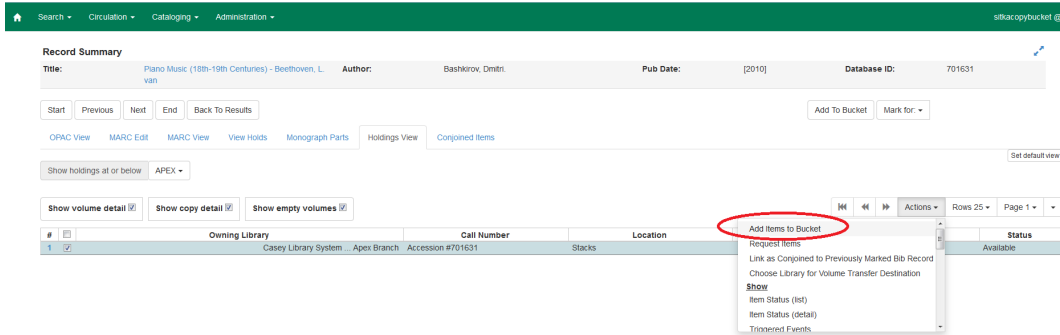 Search Circulation Cataloging Administration sitkacopybucket @
Record Summary
Title: Piano Music (18th-19th Centuries) - Beethoven, L. Author: Bashkirov, Dmitri. Pub Date: [2010] Database ID: 701631
van
Start Previous Next End Back To Results Add To Bucket Mark for:
OPAC View MARC Edit MARC View View Holds Monograph Parts Holdings View Conjoined Items
Set default view
Show holdings at or below APEX
Show volume detail Show copy detail Show empty volumes Actions Rows 25 Page 1
# Owning Library Call Number Location Status
1 Casey Library System ... Apex Branch Accession #701631 Stacks Available
Add Items to Bucket
Request Items
Link as Conjoined to Previously Marked Bib Record
Choose Library for Volume Transfer Destination
Show
Item Status (list)
Item Status (detail)
Triggered Events